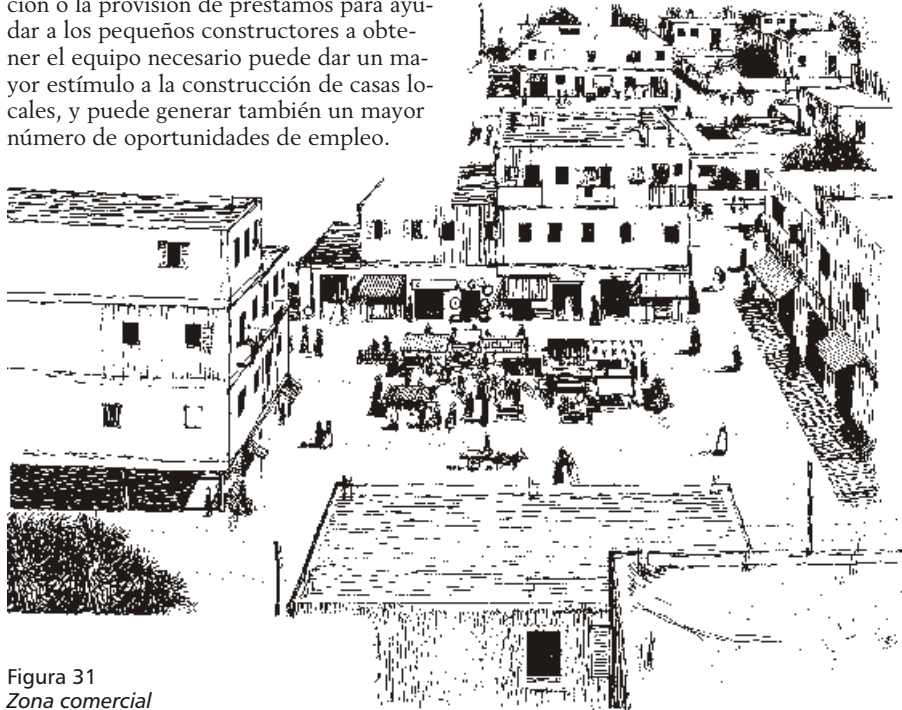 ción o la provisión de préstamos para ayu-
dar a los pequeños constructores a obte-
ner el equipo necesario puede dar un ma-
yor estímulo a la construcción de casas lo-
cales, y puede generar también un mayor
número de oportunidades de empleo.
Figura 31
Zona comercial